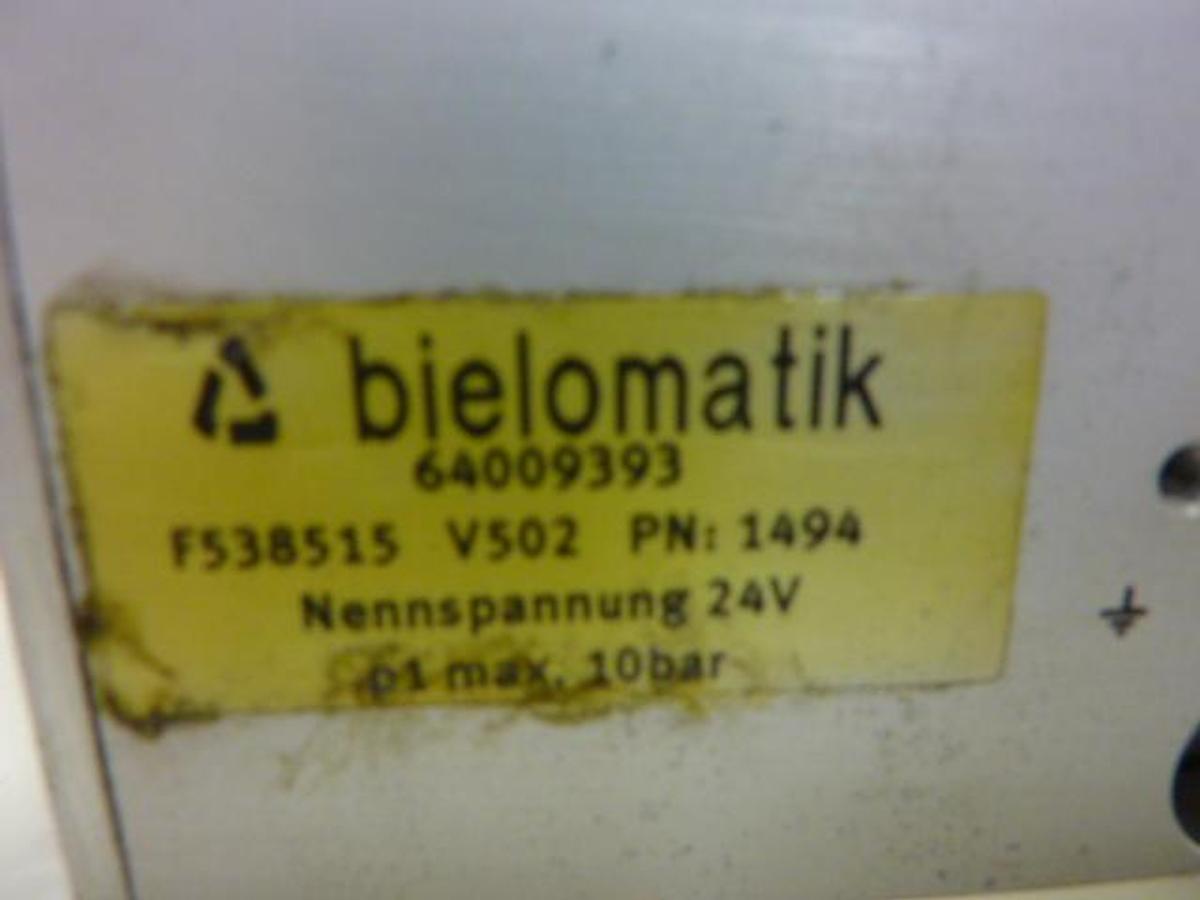 bielomatik
64009393
F538515 V502 PN: 1494
Nennspannung 24V
p1 max. 10bar